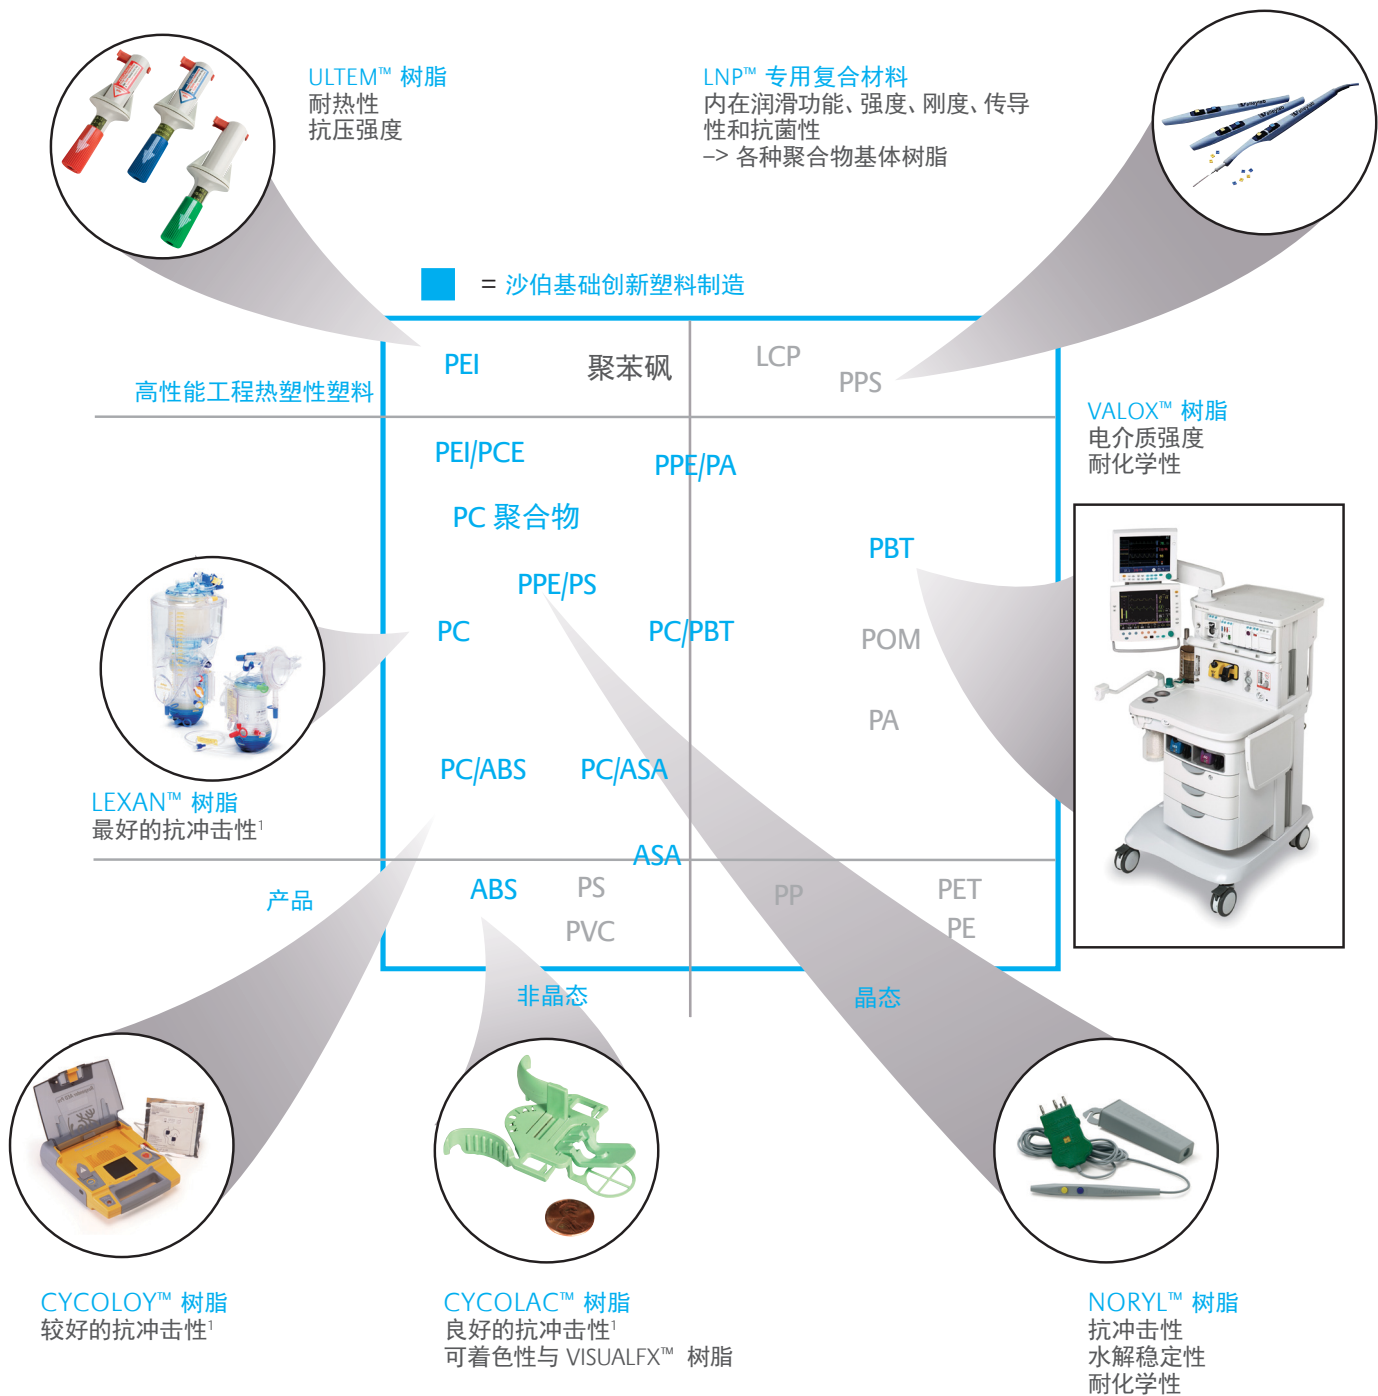 ULTEM™ 树脂
耐热性
抗压强度
LNP™ 专用复合材料
内在润滑功能、强度、刚度、传导
性和抗菌性
–> 各种聚合物基体树脂
= 沙伯基础创新塑料制造
PEI
聚苯砜
LCP
PPS
高性能工程热塑性塑料
VALOX™ 树脂
电介质强度
耐化学性
PEI/PCE
PPE/PA
PC 聚合物
PBT
PPE/PS
PC
PC/PBT
POM
PA
PC/ABS
PC/ASA
LEXAN™ 树脂
最好的抗冲击性¹
ASA
产品
ABS
PS
PP
PET
PVC
PE
非晶态
晶态
CYCOLOY™ 树脂
较好的抗冲击性¹
CYCOLAC™ 树脂
良好的抗冲击性¹
可着色性与 VISUALFX™ 树脂
NORYL™ 树脂
抗冲击性
水解稳定性
耐化学性